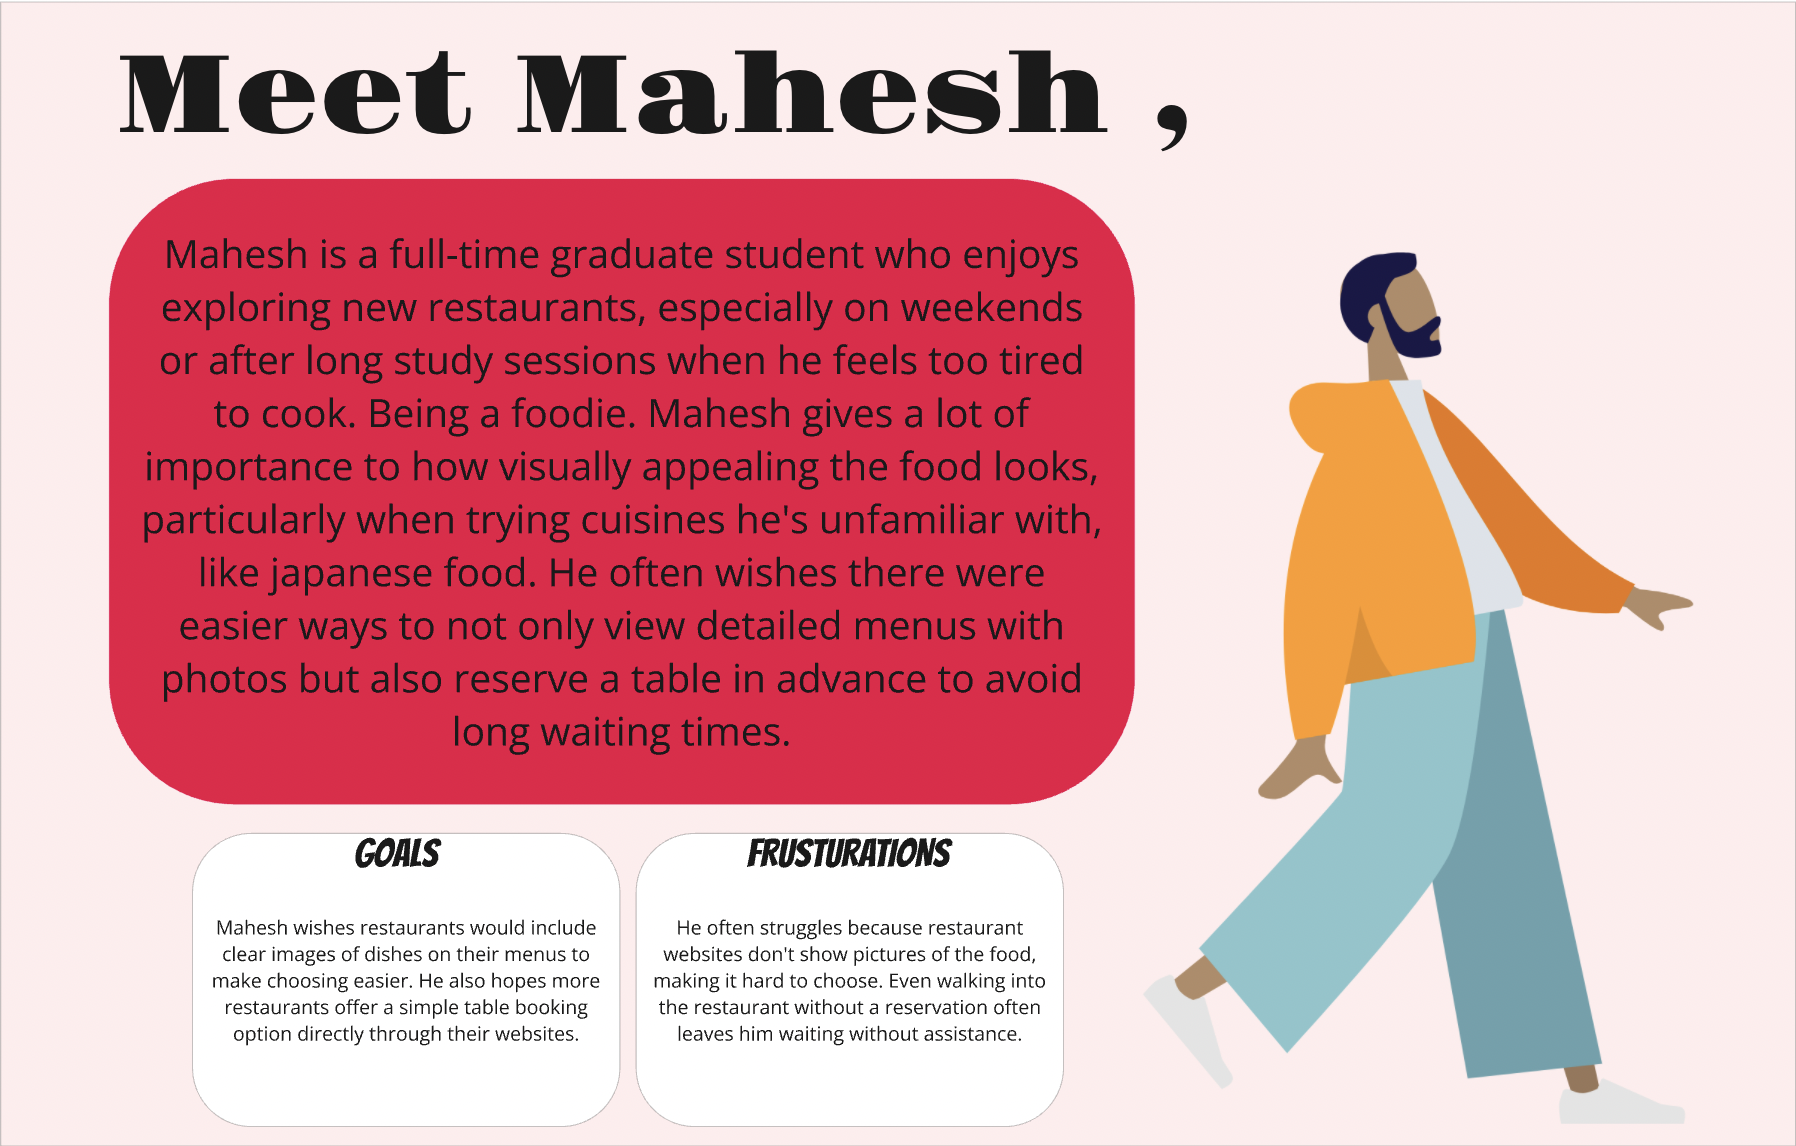 Meet Mahesh ,
Mahesh is a full-time graduate student who enjoys
exploring new restaurants, especially on weekends
or after long study sessions when he feels too tired
to cook. Being a foodie. Mahesh gives a lot of
importance to how visually appealing the food looks,
particularly when trying cuisines he's unfamiliar with,
like japanese food. He often wishes there were
easier ways to not only view detailed menus with
photos but also reserve a table in advance to avoid
long waiting times.
GOALS
Mahesh wishes restaurants would include
clear images of dishes on their menus to
make choosing easier. He also hopes more
restaurants offer a simple table booking
option directly through their websites.
FRUSTURATIONS
He often struggles because restaurant
websites don't show pictures of the food,
making it hard to choose. Even walking into
the restaurant without a reservation often
leaves him waiting without assistance.